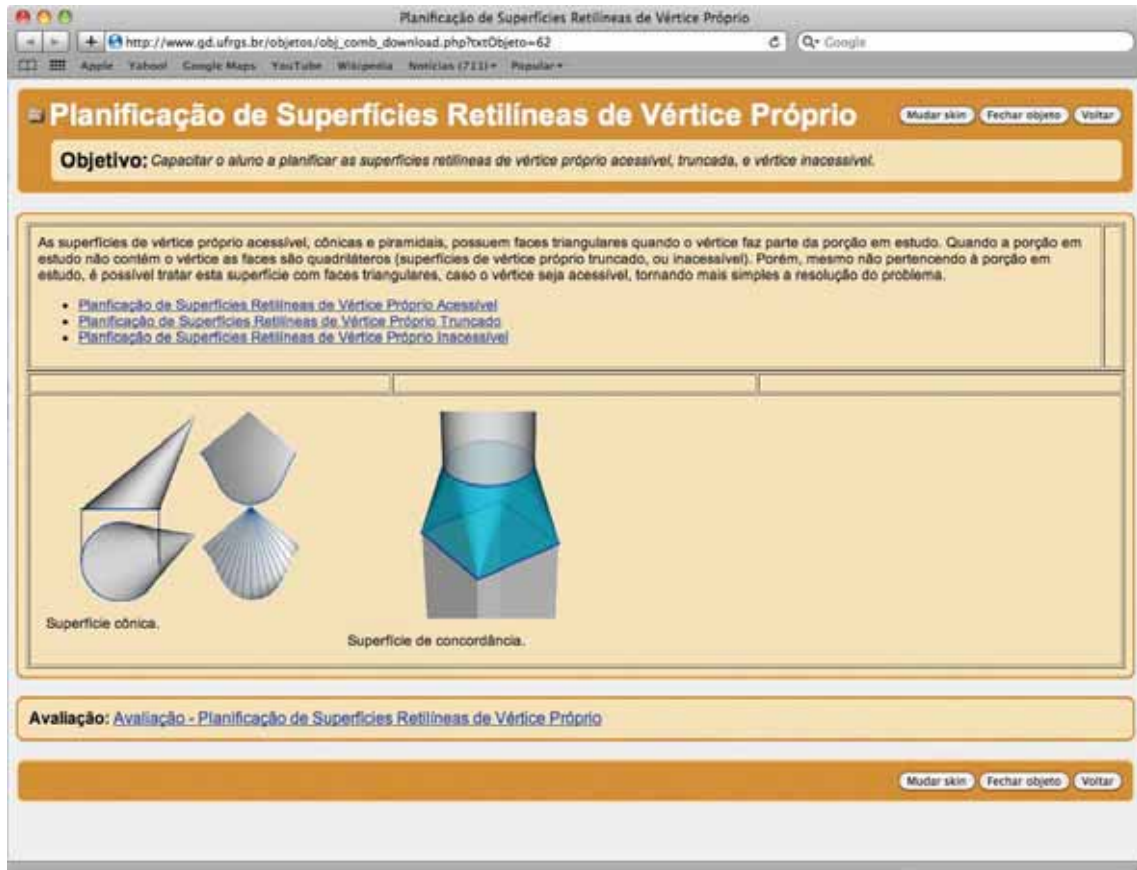 Planificação de Superfícies Retilíneas de Vértice Próprio
http://www.gd.ufrgs.br/objetos/obj_comb_download.php?txtObjeto=62
Google
Apple Yahoo! Google Maps YouTube Wikipedia Notícias (711) Popular
Planificação de Superfícies Retilíneas de Vértice Próprio
Mudar skin Fechar objeto Voltar
Objetivo: Capacitar o aluno a planificar as superfícies retilíneas de vértice próprio acessível, truncada, e vértice inacessível.
As superfícies de vértice próprio acessível, cônicas e piramidais, possuem faces triangulares quando o vértice faz parte da porção em estudo. Quando a porção em
estudo não contém o vértice as faces são quadriláteros (superfícies de vértice próprio truncado, ou inacessível). Porém, mesmo não pertencendo à porção em
estudo, é possível tratar esta superfície com faces triangulares, caso o vértice seja acessível, tornando mais simples a resolução do problema.
• Planficação de Superfícies Retilíneas de Vértice Próprio Acessível
• Planificação de Superfícies Retilíneas de Vértice Próprio Truncado
• Planficação de Superfícies Retilíneas de Vértice Próprio Inacessível
Superfície cônica.
Superfície de concordância.
Avaliação: Avaliação - Planificação de Superfícies Retilíneas de Vértice Próprio
Mudar skin Fechar objeto Voltar